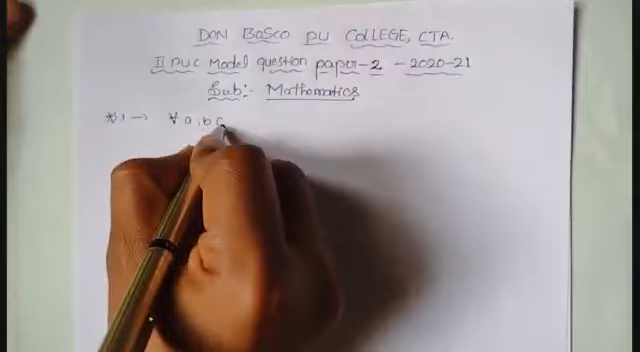 DON BOSCO PU COLLEGE, CTA.
II PUC Model question paper-2 - 2020-21
Sub:- Mathematics
1 → ∀ a, b